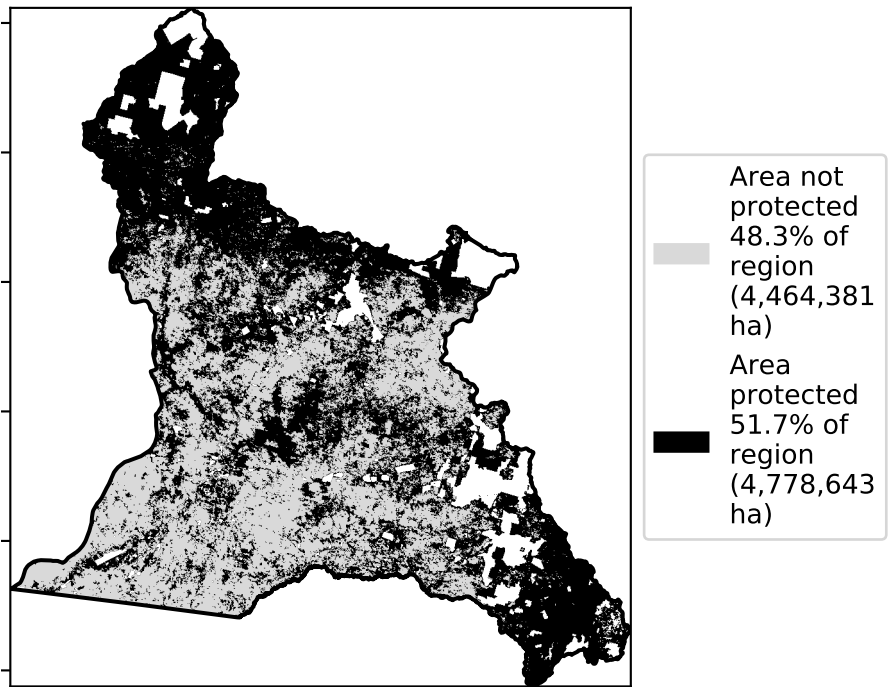 Area not
protected
48.3% of
region
(4,464,381
ha)
Area
protected
51.7% of
region
(4,778,643
ha)